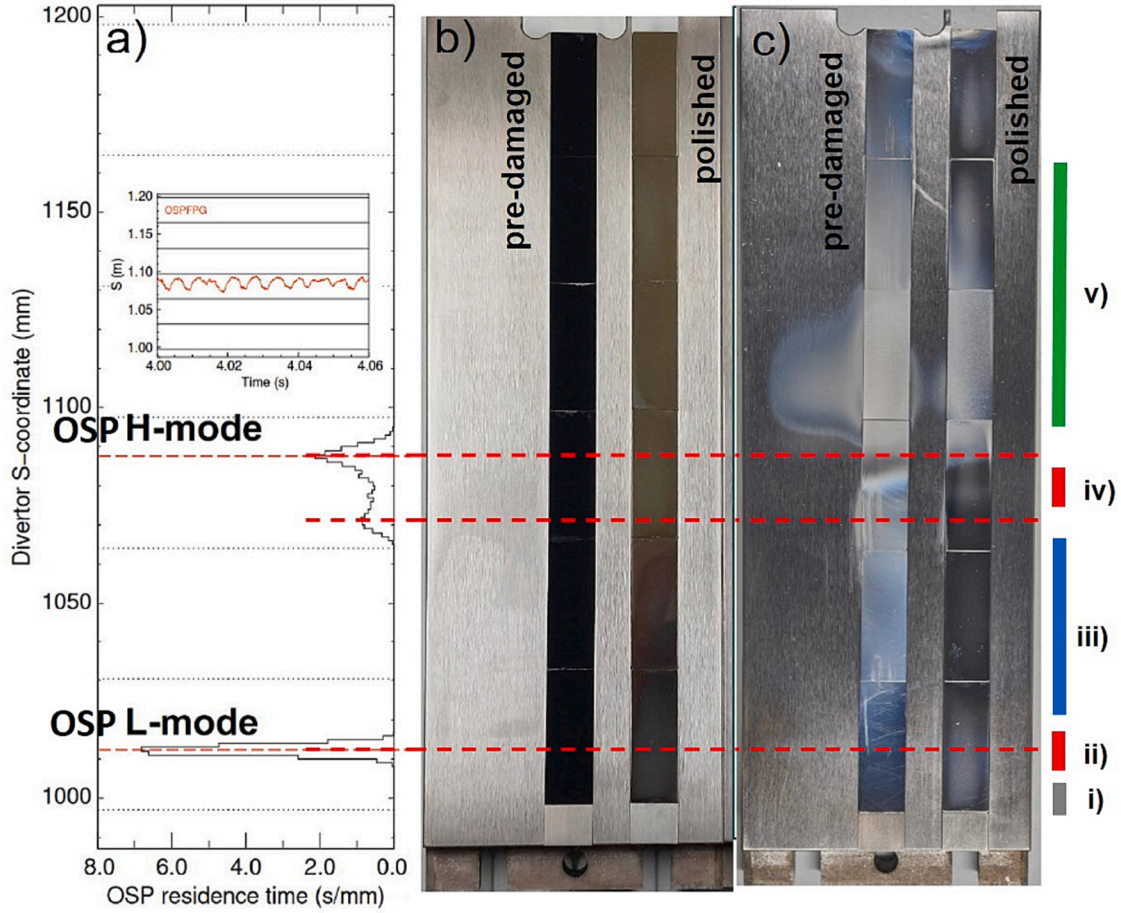 a)
b)
c)
1200
1150
1100
1050
1000
Divertor S-coordinate (mm)
1.20
1.15
1.10
1.05
1.00
S (m)
OSPFPG
4.00
4.02
4.04
4.06
Time (s)
OSP H-mode
OSP L-mode
8.0
6.0
4.0
2.0
0.0
OSP residence time (s/mm)
pre-damaged
polished
pre-damaged
polished
v)
iv)
iii)
ii)
i)